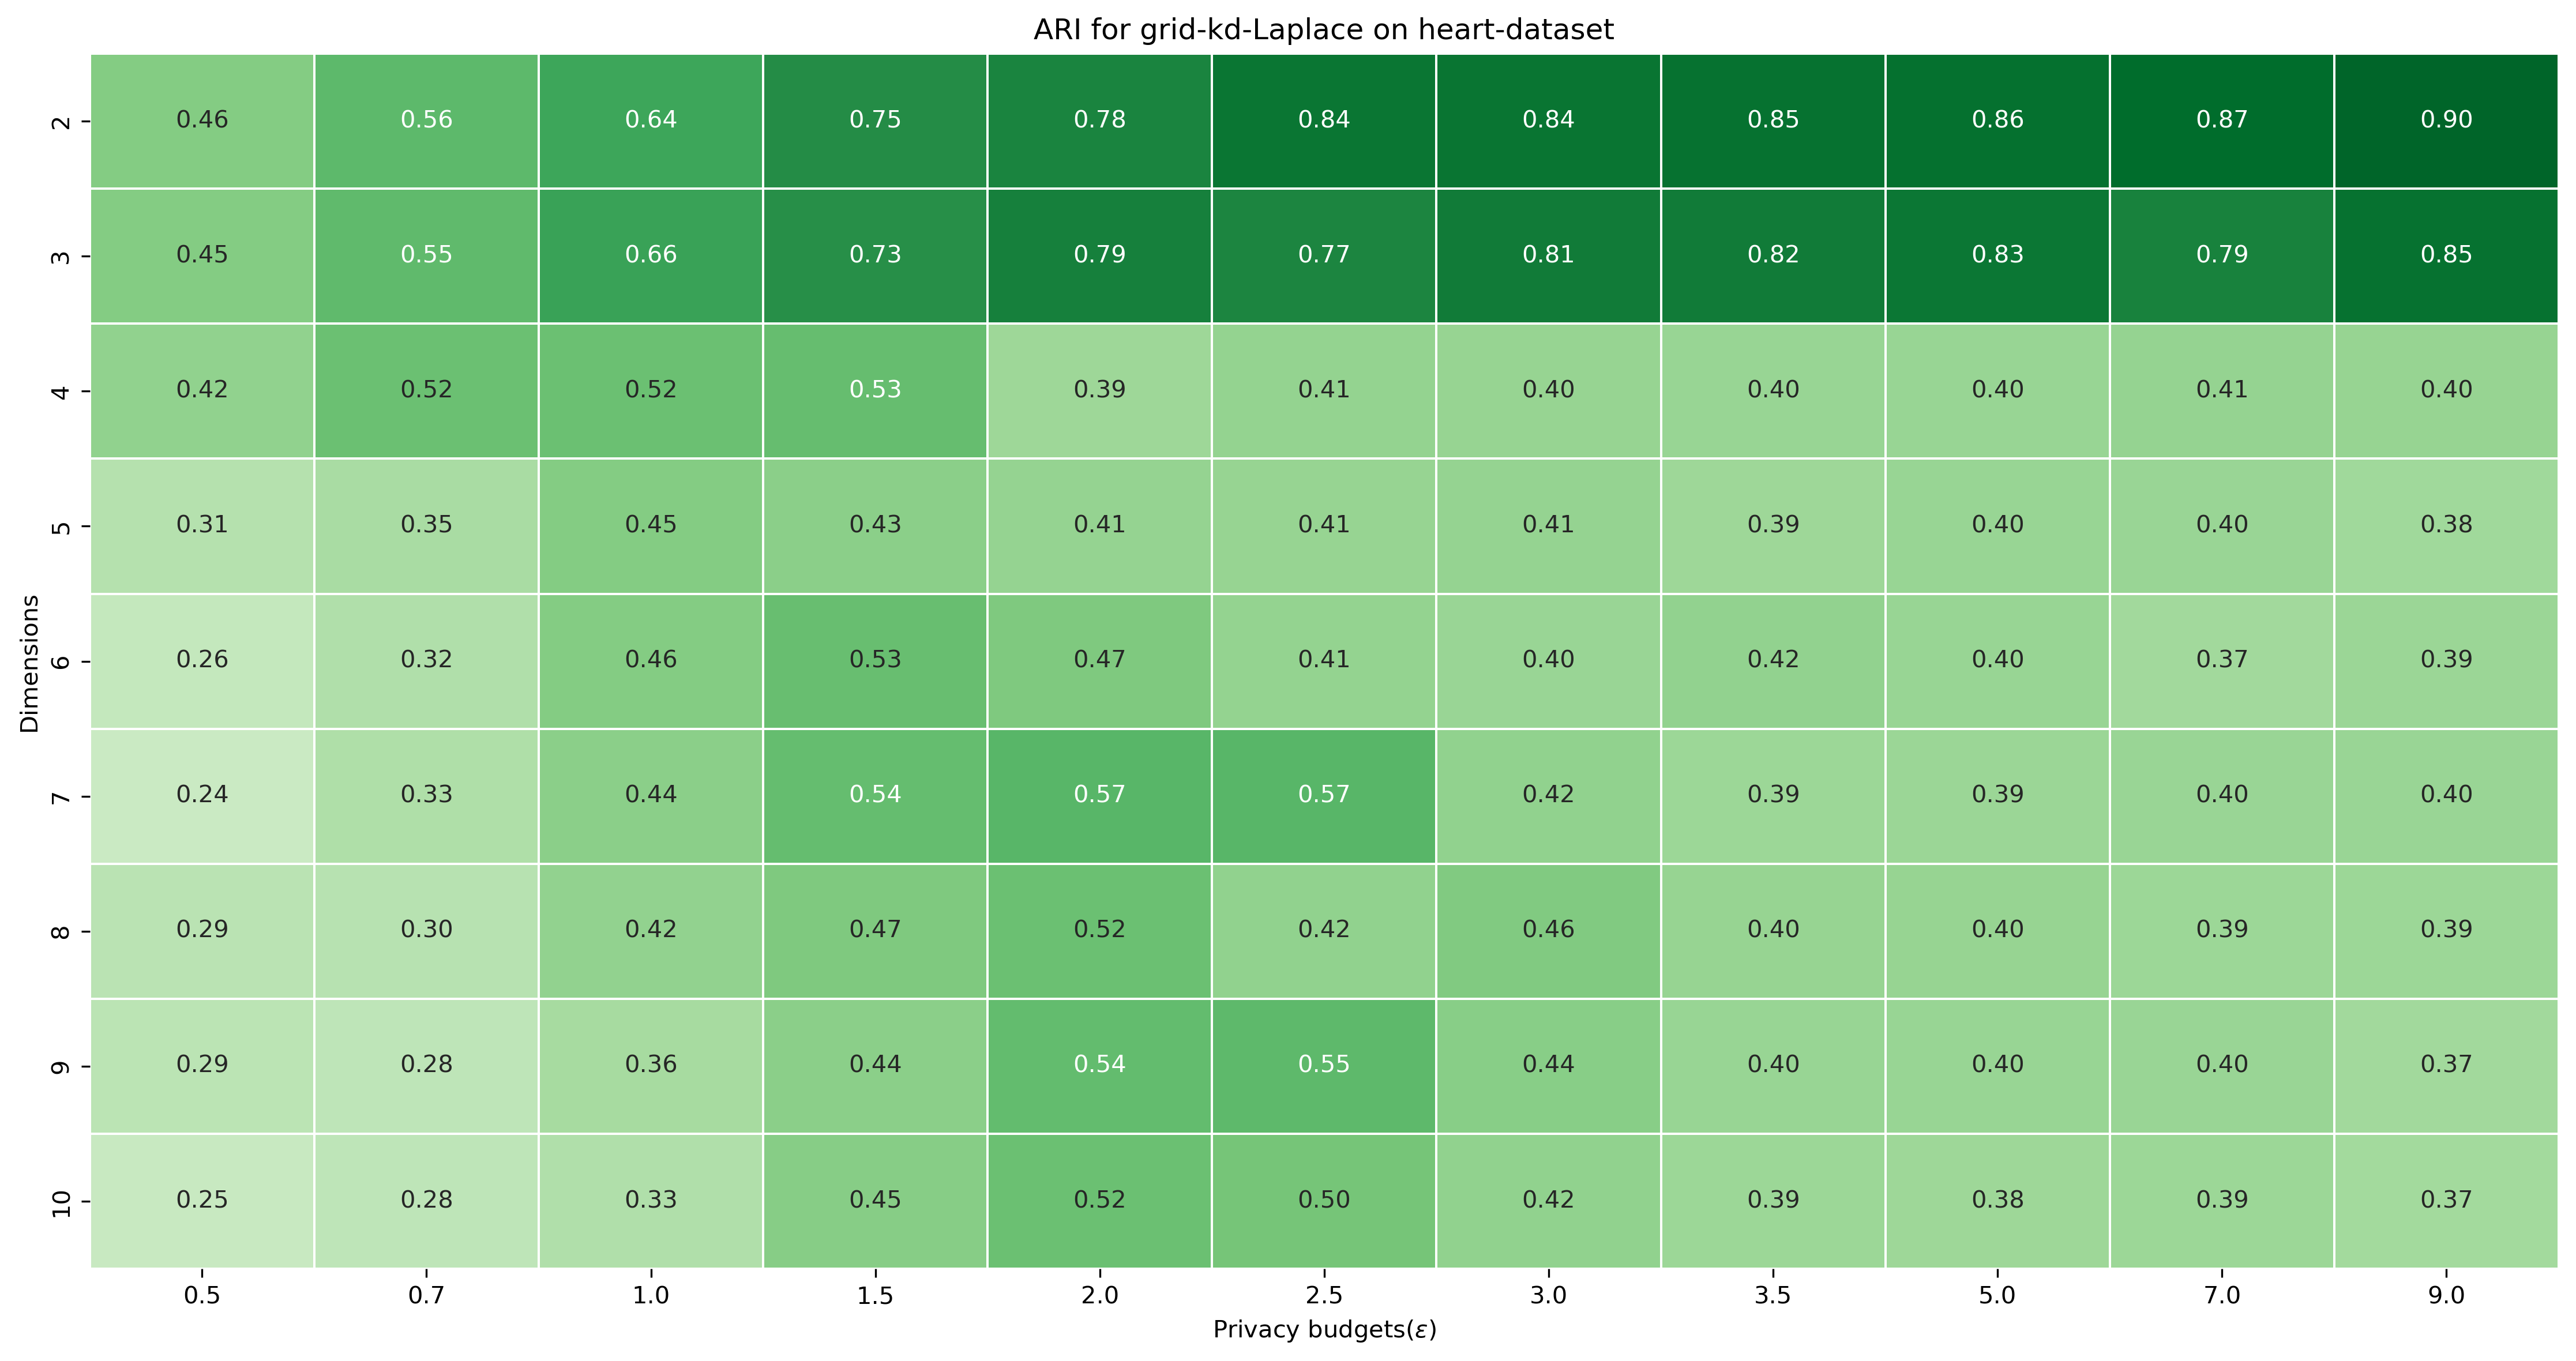 ARI for grid-kd-Laplace on heart-dataset
2 0.46 0.56 0.64 0.75 0.78 0.84 0.84 0.85 0.86 0.87 0.90
3 0.45 0.55 0.66 0.73 0.79 0.77 0.81 0.82 0.83 0.79 0.85
4 0.42 0.52 0.52 0.53 0.39 0.41 0.40 0.40 0.40 0.41 0.40
5 0.31 0.35 0.45 0.43 0.41 0.41 0.41 0.39 0.40 0.40 0.38
Dimensions
6 0.26 0.32 0.46 0.53 0.47 0.41 0.40 0.42 0.40 0.37 0.39
7 0.24 0.33 0.44 0.54 0.57 0.57 0.42 0.39 0.39 0.40 0.40
8 0.29 0.30 0.42 0.47 0.52 0.42 0.46 0.40 0.40 0.39 0.39
9 0.29 0.28 0.36 0.44 0.54 0.55 0.44 0.40 0.40 0.40 0.37
10 0.25 0.28 0.33 0.45 0.52 0.50 0.42 0.39 0.38 0.39 0.37
0.5 0.7 1.0 1.5 2.0 2.5 3.0 3.5 5.0 7.0 9.0
Privacy budgets(ε)